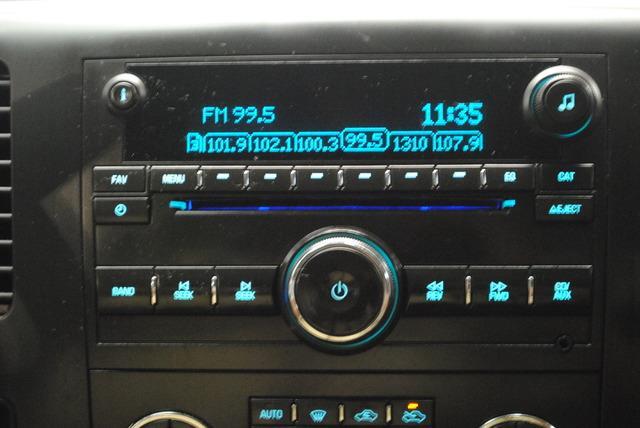 FM 99.5 11:35
3 101.9 102.1 100.3 99.5 1310 107.9
FAV MENU EQ CAT
EJECT
BAND SEEK SEEK REV FWD CD/AUX
AUTO